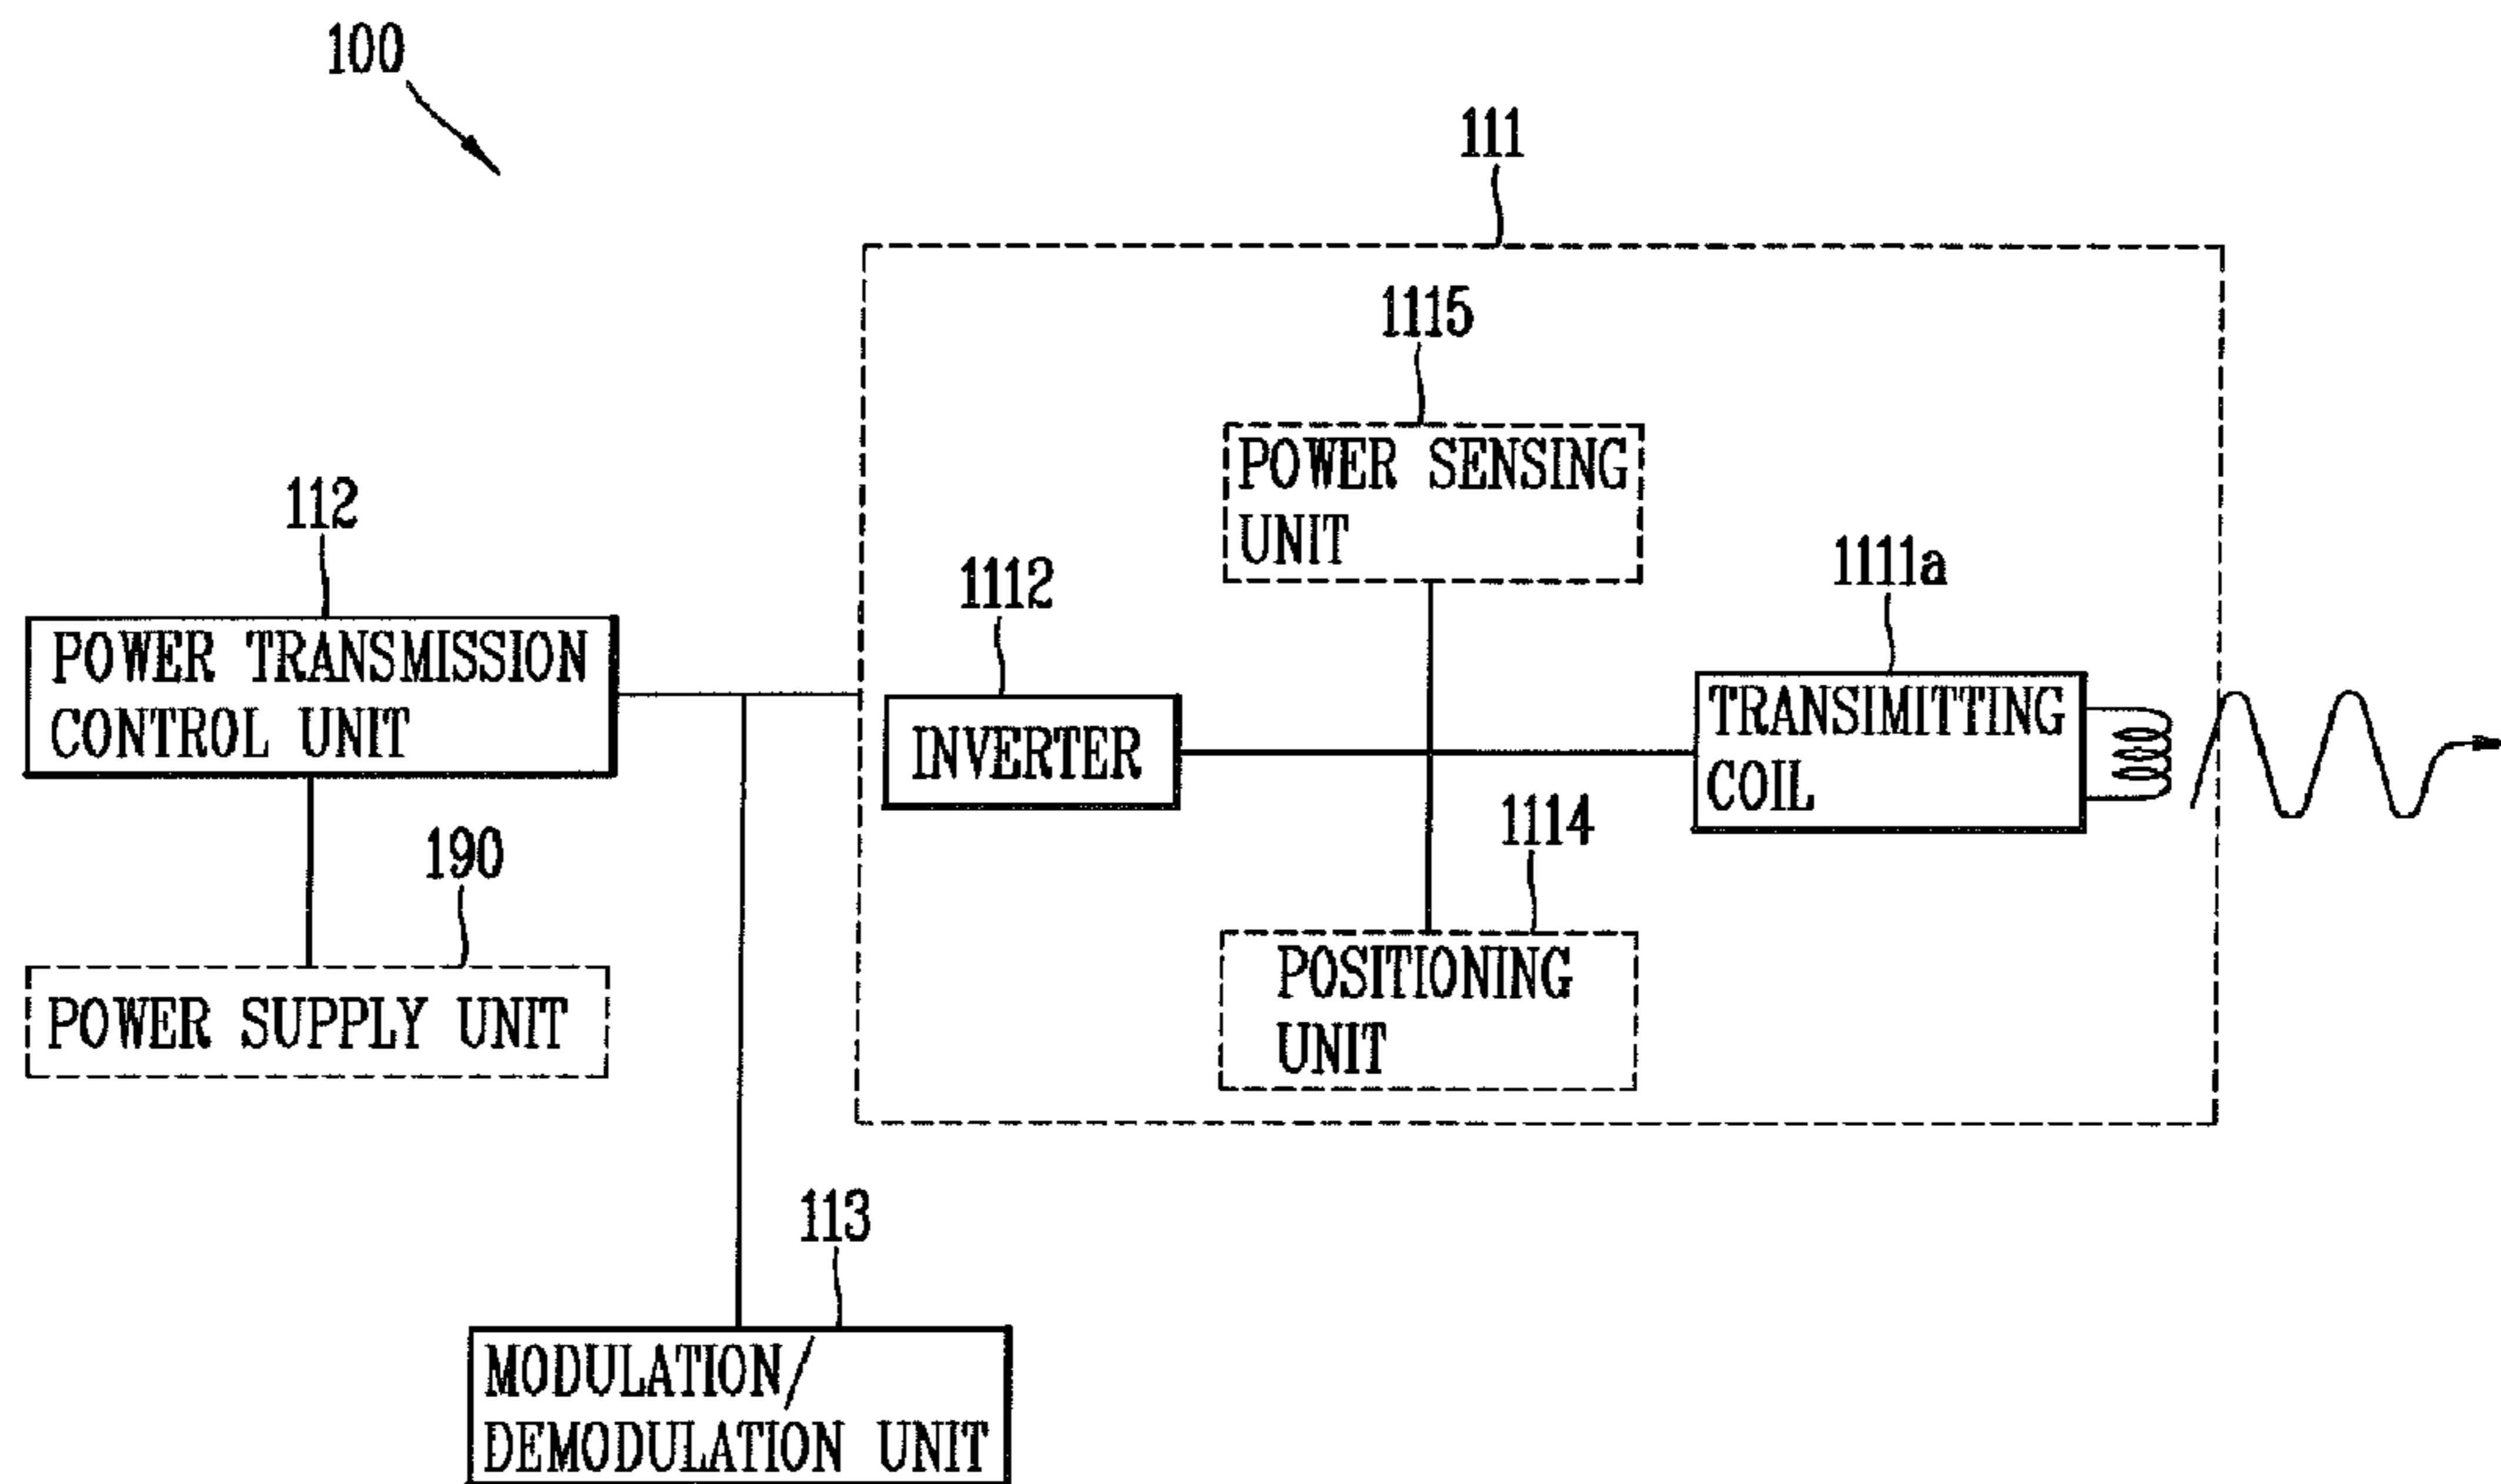 100
111
1115
POWER SENSING
UNIT
112
1112
1111a
POWER TRANSMISSION
CONTROL UNIT
INVERTER
TRANSIMITTING
COIL
1114
190
POSITIONING
UNIT
POWER SUPPLY UNIT
113
MODULATION/
DEMODULATION UNIT